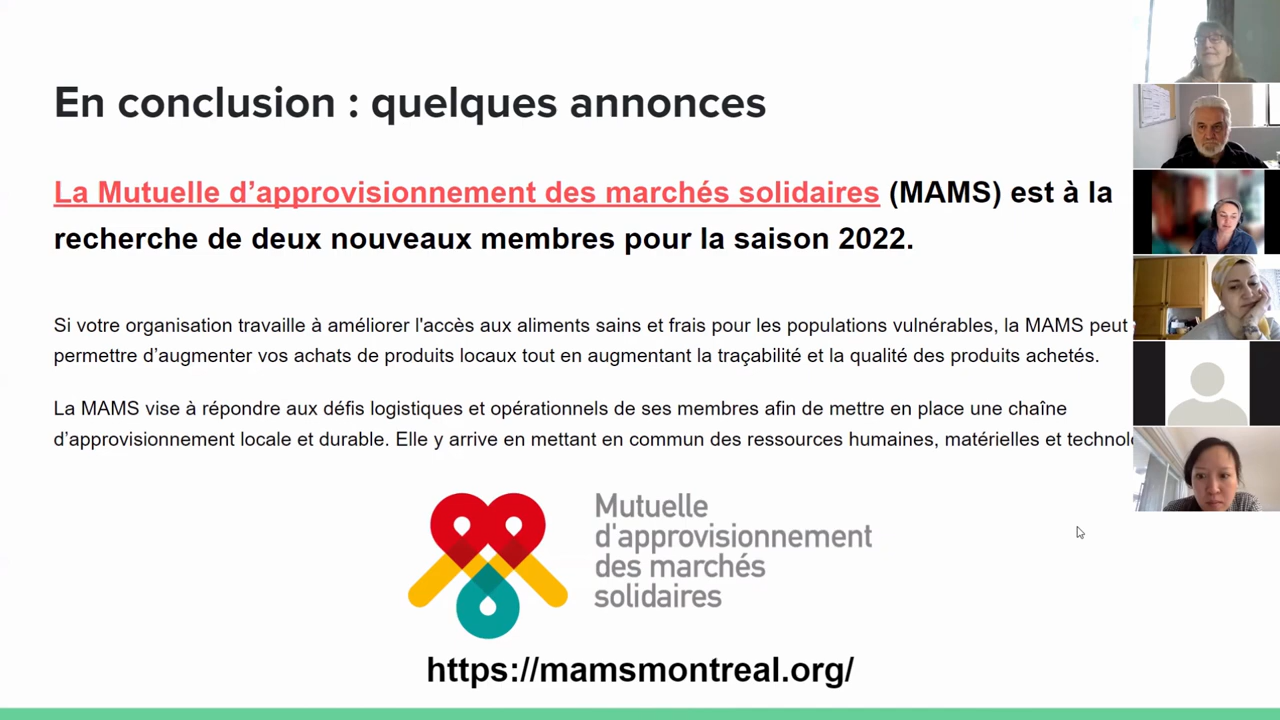 En conclusion : quelques annonces
La Mutuelle d’approvisionnement des marchés solidaires (MAMS) est à la
recherche de deux nouveaux membres pour la saison 2022.
Si votre organisation travaille à améliorer l'accès aux aliments sains et frais pour les populations vulnérables, la MAMS peut
permettre d’augmenter vos achats de produits locaux tout en augmentant la traçabilité et la qualité des produits achetés.
La MAMS vise à répondre aux défis logistiques et opérationnels de ses membres afin de mettre en place une chaîne
d’approvisionnement locale et durable. Elle y arrive en mettant en commun des ressources humaines, matérielles et
Mutuelle
d'approvisionnement
des marchés
solidaires
https://mamsmontreal.org/